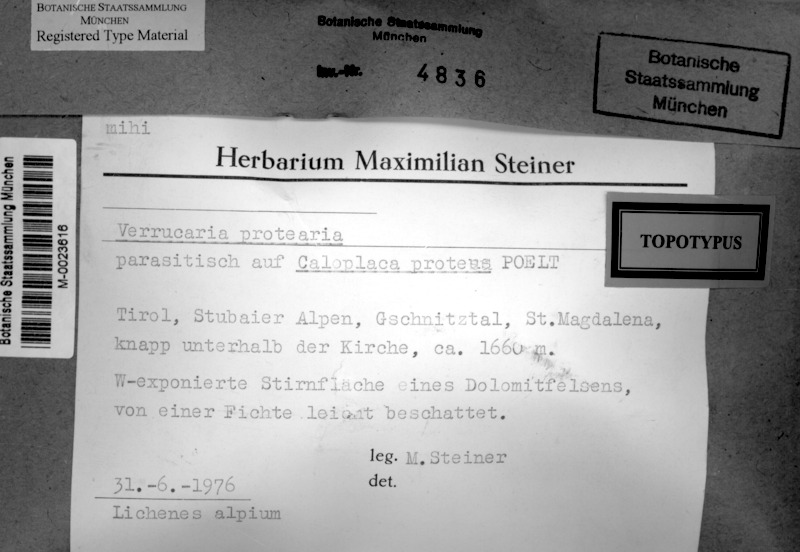 BOTANISCHE STAATSSAMMLUNG
MÜNCHEN
Registered Type Material
Botanische Staatssammlung
München
Inv.-Nr. 4836
Botanische
Staatssammlung
München
mihi
Herbarium Maximilian Steiner
Botanische Staatssammlung München
M-0023616
TOPOTYPUS
Verrucaria protearia
parasitisch auf Caloplaca proteus POELT
Tirol, Stubaier Alpen, Gschnitztal, St.Magdalena,
knapp unterhalb der Kirche, ca. 1660 m.
W-exponierte Stirnfläche eines Dolomitfelsens,
von einer Fichte leicht beschattet.
leg. M.Steiner
det.
31.-6.-1976
Lichenes alpium